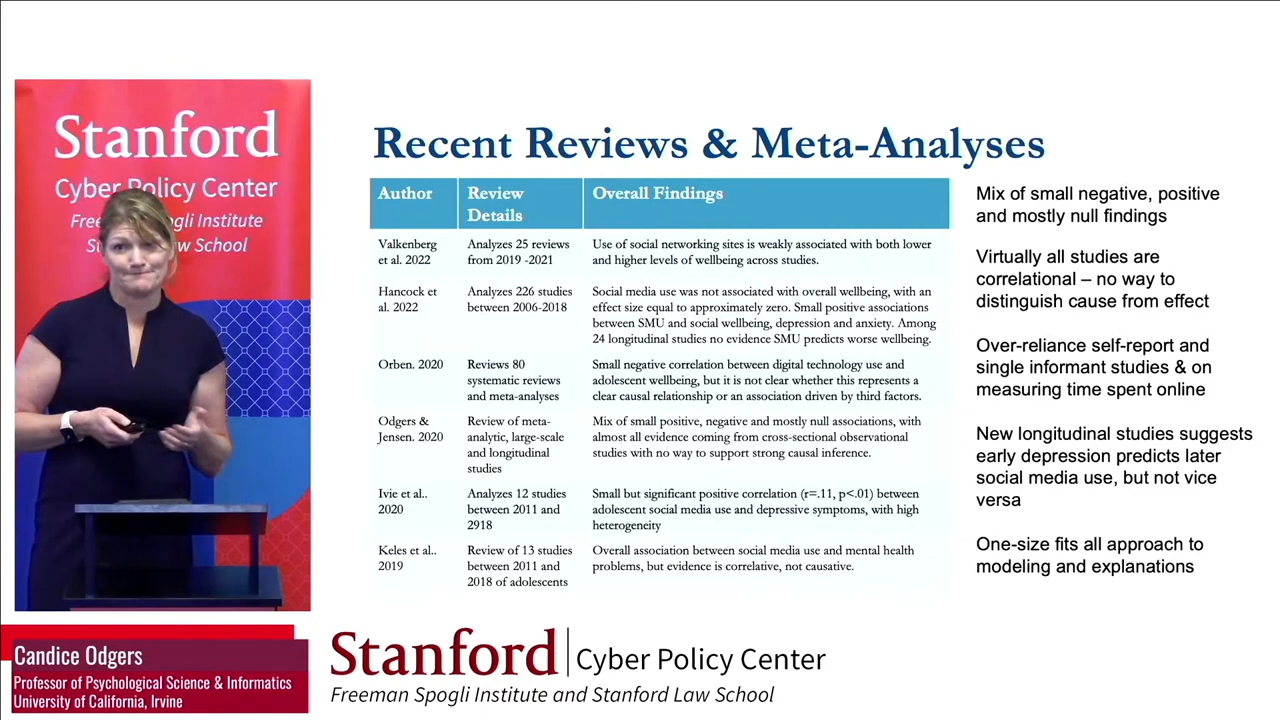 Stanford
Cyber Policy Center
Freeman Spogli Institute
Stanford Law School
Recent Reviews & Meta-Analyses
Author
Review
Details
Overall Findings
Valkenberg
et al. 2022
Analyzes 25 reviews
from 2019 -2021
Use of social networking sites is weakly associated with both lower
and higher levels of wellbeing across studies.
Hancock et
al. 2022
Analyzes 226 studies
between 2006-2018
Social media use was not associated with overall wellbeing, with an
effect size equal to approximately zero. Small positive associations
between SMU and social wellbeing, depression and anxiety. Among
24 longitudinal studies no evidence SMU predicts worse wellbeing.
Orben. 2020
Reviews 80
systematic reviews
and meta-analyses
Small negative correlation between digital technology use and
adolescent wellbeing, but it is not clear whether this represents a
clear causal relationship or an association driven by third factors.
Odgers &
Jensen. 2020
Review of meta-
analytic, large-scale
and longitudinal
studies
Mix of small positive, negative and mostly null associations, with
almost all evidence coming from cross-sectional observational
studies with no way to support strong causal inference.
Ivie et al..
2020
Analyzes 12 studies
between 2011 and
2918
Small but significant positive correlation (r=.11, p<.01) between
adolescent social media use and depressive symptoms, with high
heterogeneity
Keles et al..
2019
Review of 13 studies
between 2011 and
2018 of adolescents
Overall association between social media use and mental health
problems, but evidence is correlative, not causative.
Mix of small negative, positive
and mostly null findings
Virtually all studies are
correlational – no way to
distinguish cause from effect
Over-reliance self-report and
single informant studies & on
measuring time spent online
New longitudinal studies suggests
early depression predicts later
social media use, but not vice
versa
One-size fits all approach to
modeling and explanations
Candice Odgers
Professor of Psychological Science & Informatics
University of California, Irvine
Stanford | Cyber Policy Center
Freeman Spogli Institute and Stanford Law School